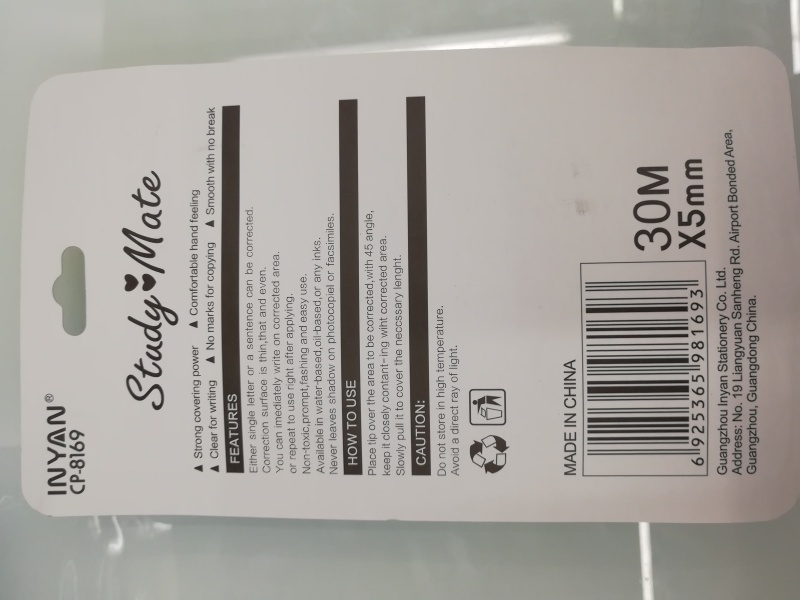 INYAN®
CP-8169
Study Mate
▲ Strong covering power ▲ Comfortable hand feeling
▲ Clear for writing ▲ No marks for copying ▲ Smooth with no break
FEATURES
Either single letter or a sentence can be corrected.
Correction surface is thin,that and even.
You can imediately write on corrected area.
or repeat to use right after applying.
Non-toxic,prompt,fashing and easy use.
Available in water-based,oil-based,or any inks.
Never leaves shadow on photocopiel or facsimiles.
HOW TO USE
Place tip over the area to be corrected,with 45 angle,
keep it closely contant-ing wiht corrected area.
Slowly pull it to cover the neccssary lenght.
CAUTION:
Do not store in high temperature.
Avoid a direct ray of light.
MADE IN CHINA
6 925365 981693
30M
X5mm
Guangzhou Inyan Stationery Co. Ltd.
Address: No. 19 Liangyuan Sanheng Rd. Airport Bonded Area,
Guangzhou, Guangdong China.